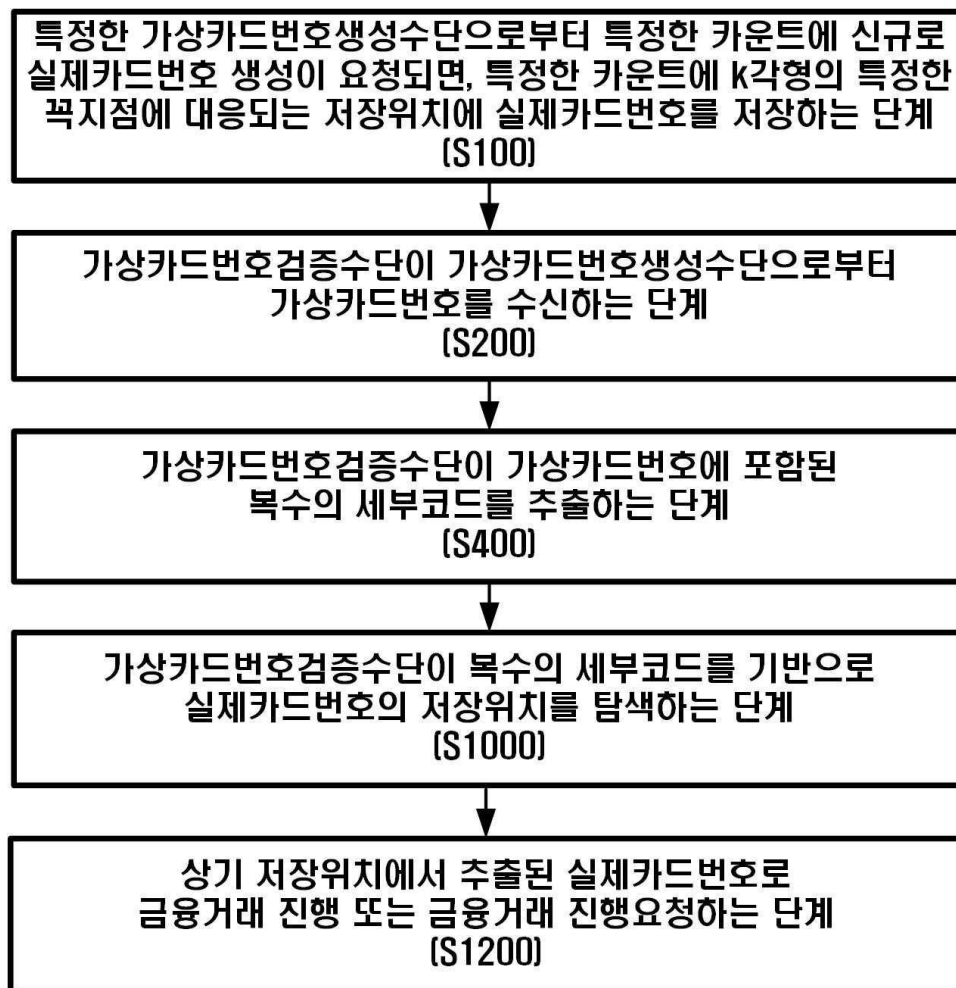 특정한 가상카드번호생성수단으로부터 특정한 카운트에 신규로
실제카드번호 생성이 요청되면, 특정한 카운트에 k각형의 특정한
꼭지점에 대응되는 저장위치에 실제카드번호를 저장하는 단계
(S100)
가상카드번호검증수단이 가상카드번호생성수단으로부터
가상카드번호를 수신하는 단계
(S200)
가상카드번호검증수단이 가상카드번호에 포함된
복수의 세부코드를 추출하는 단계
(S400)
가상카드번호검증수단이 복수의 세부코드를 기반으로
실제카드번호의 저장위치를 탐색하는 단계
(S1000)
상기 저장위치에서 추출된 실제카드번호로
금융거래 진행 또는 금융거래 진행요청하는 단계
(S1200)